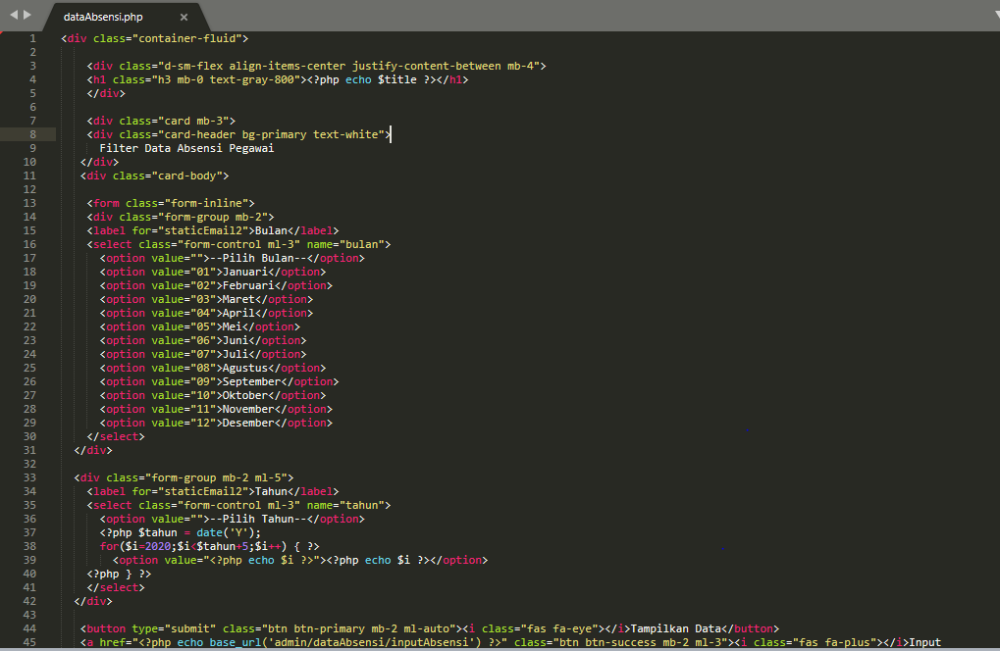 dataAbsensi.php ×
1 <div class="container-fluid">
2
3 <div class="d-sm-flex align-items-center justify-content-between mb-4">
4 <h1 class="h3 mb-0 text-gray-800"><?php echo $title ?></h1>
5 </div>
6
7 <div class="card mb-3">
8 <div class="card-header bg-primary text-white">
9 Filter Data Absensi Pegawai
10 </div>
11 <div class="card-body">
12
13 <form class="form-inline">
14 <div class="form-group mb-2">
15 <label for="staticEmail2">Bulan</label>
16 <select class="form-control ml-3" name="bulan">
17 <option value="">--Pilih Bulan--</option>
18 <option value="01">Januari</option>
19 <option value="02">Februari</option>
20 <option value="03">Maret</option>
21 <option value="04">April</option>
22 <option value="05">Mei</option>
23 <option value="06">Juni</option>
24 <option value="07">Juli</option>
25 <option value="08">Agustus</option>
26 <option value="09">September</option>
27 <option value="10">Oktober</option>
28 <option value="11">November</option>
29 <option value="12">Desember</option>
30 </select>
31 </div>
32
33 <div class="form-group mb-2 ml-5">
34 <label for="staticEmail2">Tahun</label>
35 <select class="form-control ml-3" name="tahun">
36 <option value="">--Pilih Tahun--</option>
37 <?php $tahun = date('Y');
38 for($i=2020;$i<$tahun+5;$i++) { ?>
39 <option value="<?php echo $i ?>"><?php echo $i ?></option>
40 <?php } ?>
41 </select>
42 </div>
43
44 <button type="submit" class="btn btn-primary mb-2 ml-auto"><i class="fas fa-eye"></i>Tampilkan Data</button>
45 <a href="<?php echo base_url('admin/dataAbsensi/inputAbsensi') ?>" class="btn btn-success mb-2 ml-3"><i class="fas fa-plus"></i>Input